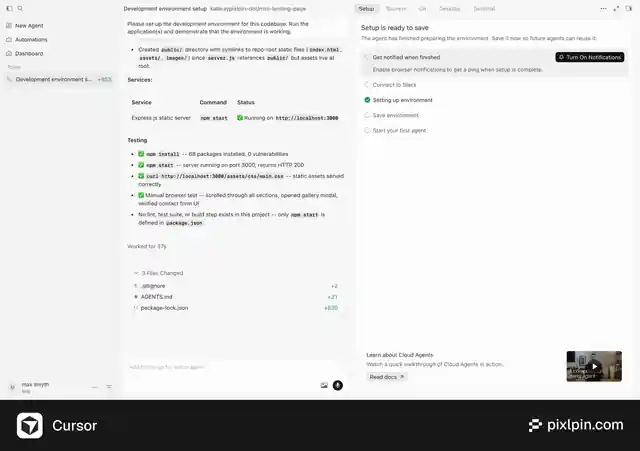 New Agent
Automations
Dashboard
Development environment s... +853
max smyth
Development environment setup
Please set up the development environment for this codebase. Run the
application(s) and demonstrate that the environment is working.
Created public/ directory with symlinks to repo-root static files (index.html,
assets/, images/) since server.js references public/ but assets live at
root.
Services:
Service Command Status
Express static server npm start ✅ Running on http://localhost:3000
Testing
✅ npm install -- 68 packages installed, 0 vulnerabilities
✅ npm start -- server running on port 3000, returns HTTP 200
✅ curl http://localhost:3000/assets/css/main.css -- static assets served
correctly
✅ Manual browser test -- scrolled through all sections, opened gallery modal,
verified contact form UI
No lint, test suite, or build step exists in this project -- only npm start is
defined in package.json.
Worked for 57s
3 Files Changed
.gitignore +2
AGENTS.md +21
package-lock.json +830
Setup
Terminal
Setup is ready to save
The agent has finished preparing the environment. Save it now so future agents can reuse it.
Get notified when finished
Turn On Notifications
Enable browser notifications to get a ping when setup is complete.
Connect to Slack
Setting up environment
Save environment
Start your first agent
Learn about Cloud Agents
Watch a quick walkthrough of Cloud Agents in action.
Read docs
Cursor
pixlpin.com